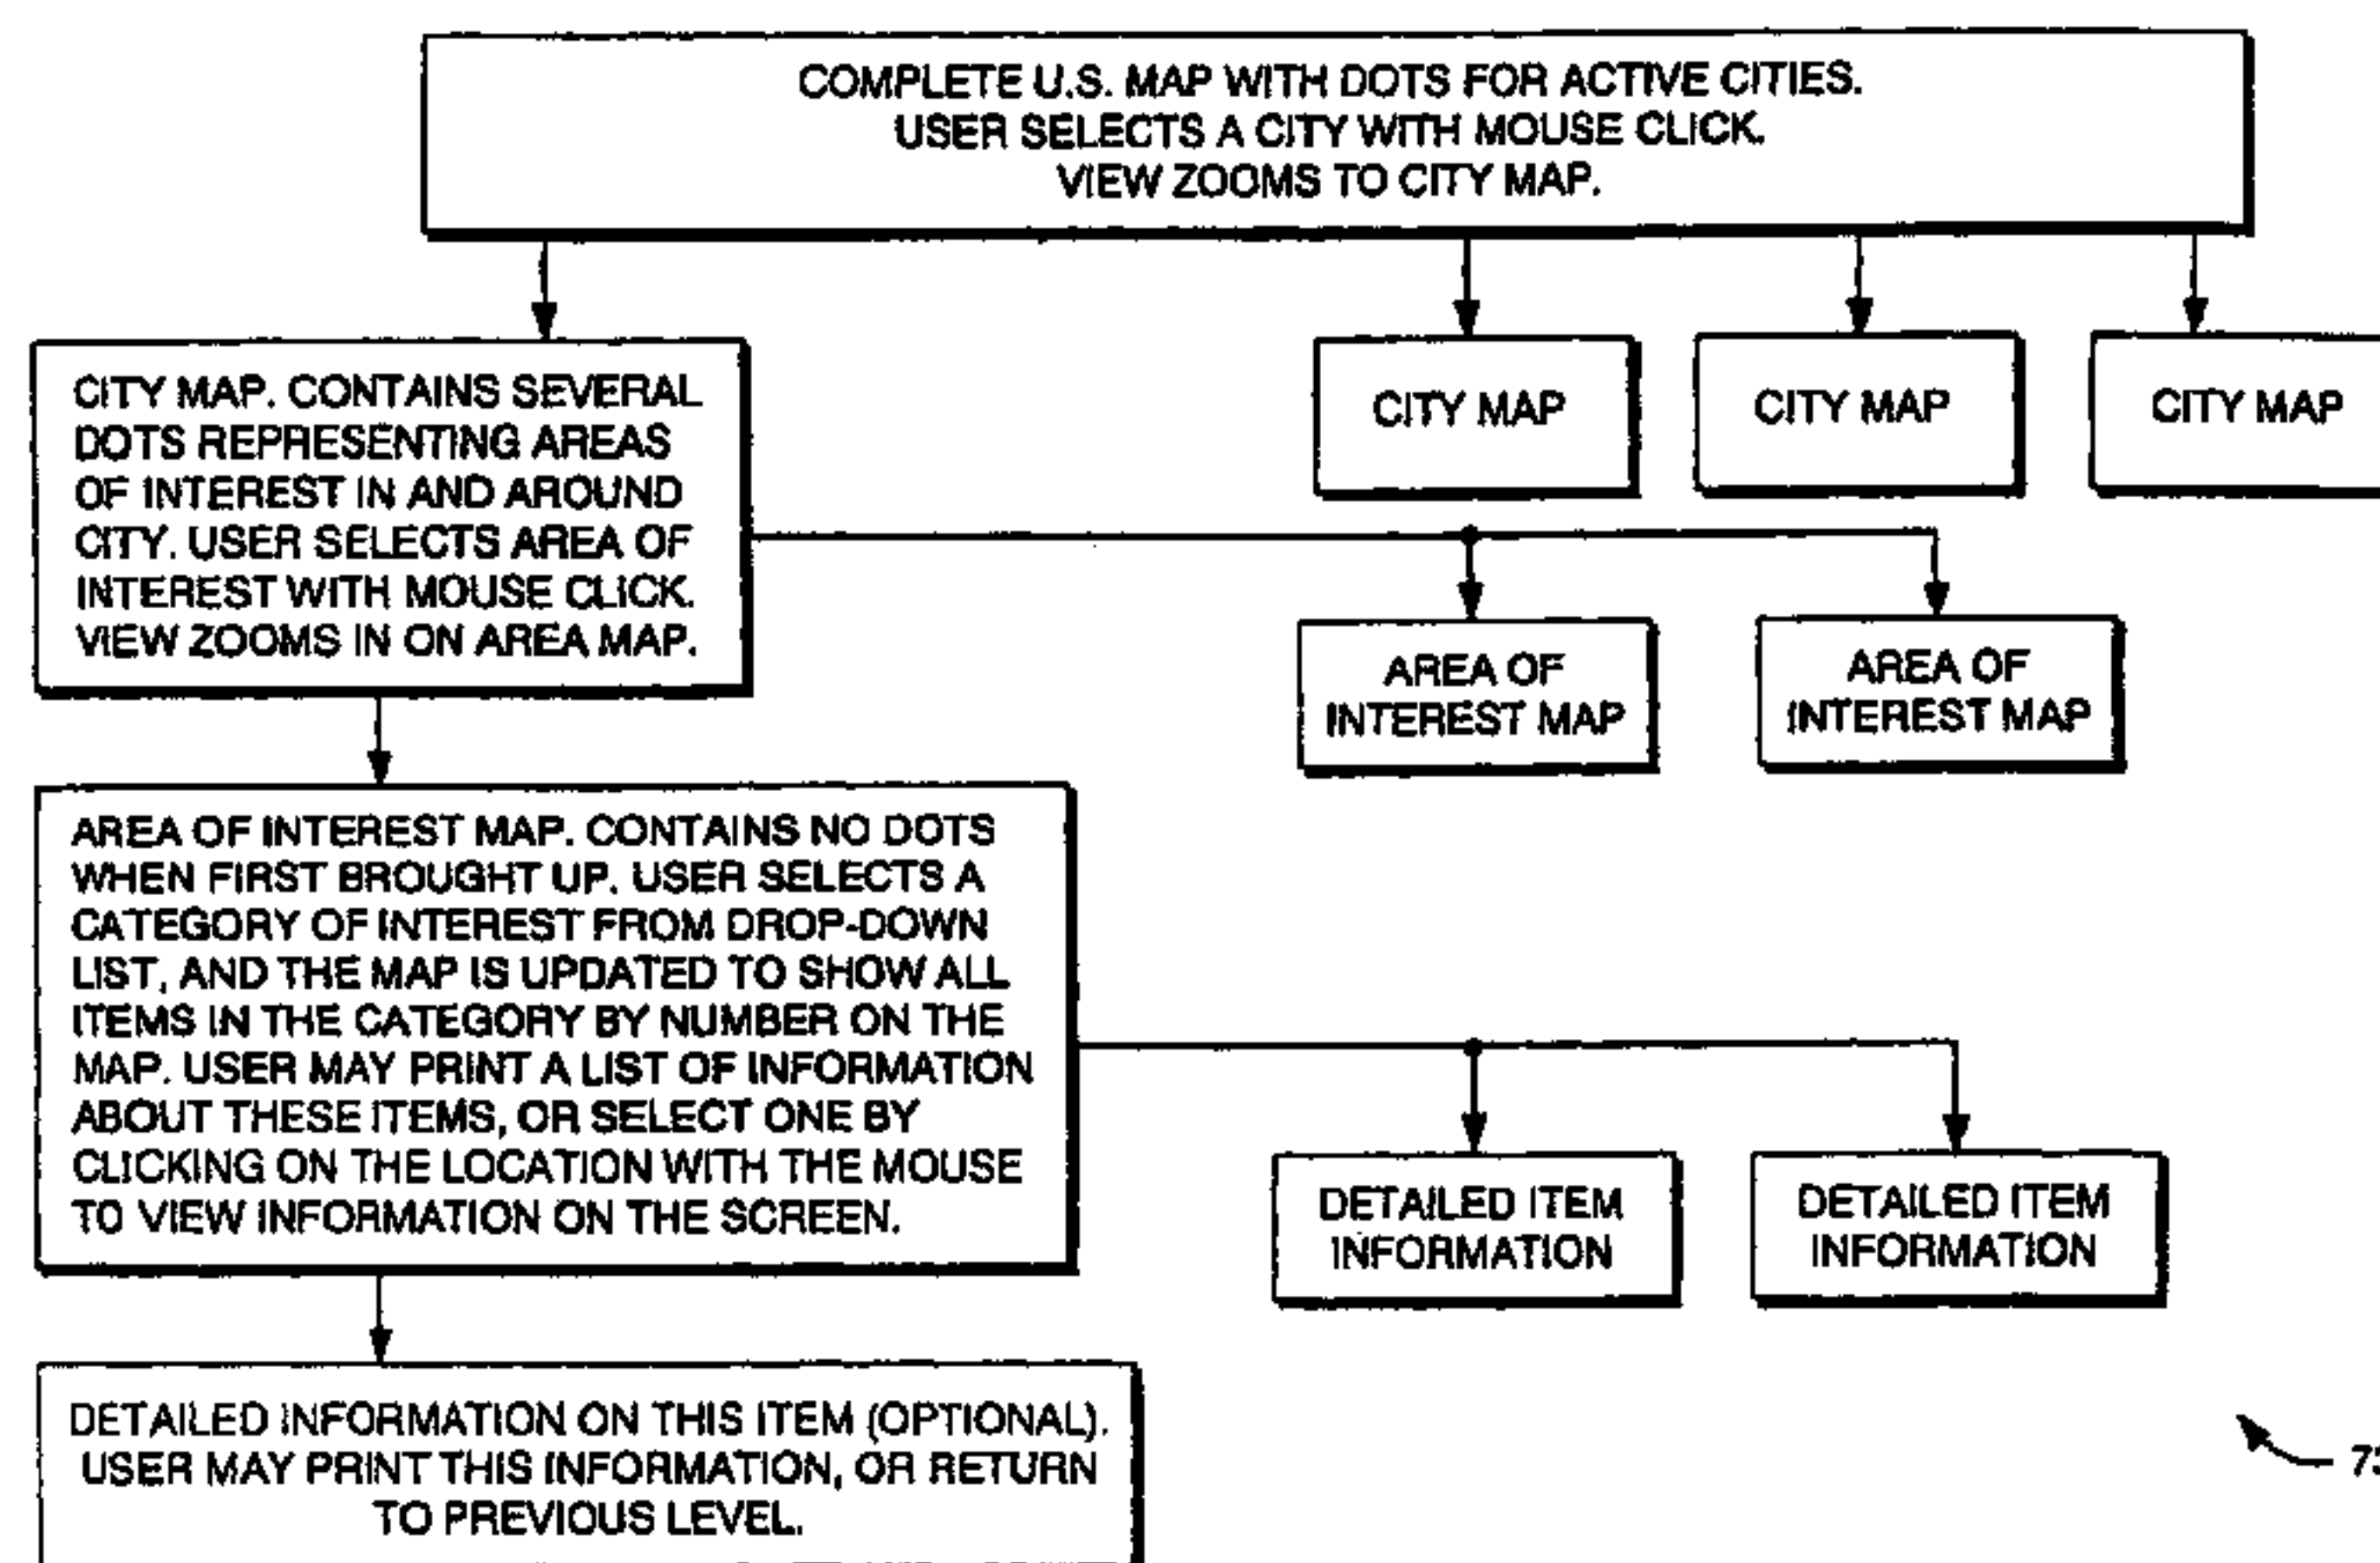 COMPLETE U.S. MAP WITH DOTS FOR ACTIVE CITIES.
USER SELECTS A CITY WITH MOUSE CLICK.
VIEW ZOOMS TO CITY MAP.
CITY MAP. CONTAINS SEVERAL
DOTS REPRESENTING AREAS
OF INTEREST IN AND AROUND
CITY. USER SELECTS AREA OF
INTEREST WITH MOUSE CLICK.
VIEW ZOOMS IN ON AREA MAP.
CITY MAP
CITY MAP
CITY MAP
AREA OF
INTEREST MAP
AREA OF
INTEREST MAP
AREA OF INTEREST MAP. CONTAINS NO DOTS
WHEN FIRST BROUGHT UP. USER SELECTS A
CATEGORY OF INTEREST FROM DROP-DOWN
LIST, AND THE MAP IS UPDATED TO SHOW ALL
ITEMS IN THE CATEGORY BY NUMBER ON THE
MAP. USER MAY PRINT A LIST OF INFORMATION
ABOUT THESE ITEMS, OR SELECT ONE BY
CLICKING ON THE LOCATION WITH THE MOUSE
TO VIEW INFORMATION ON THE SCREEN.
DETAILED ITEM
INFORMATION
DETAILED ITEM
INFORMATION
DETAILED INFORMATION ON THIS ITEM (OPTIONAL).
USER MAY PRINT THIS INFORMATION, OR RETURN
TO PREVIOUS LEVEL.